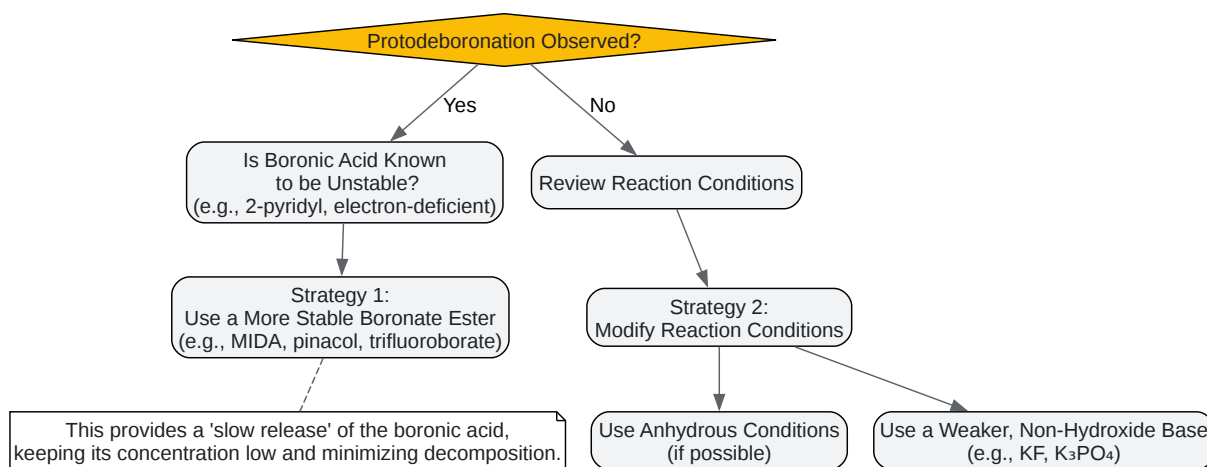 Protodeboronation Observed?
Yes
No
Is Boronic Acid Known
to be Unstable?
(e.g., 2-pyridyl, electron-deficient)
Review Reaction Conditions
Strategy 1:
Use a More Stable Boronate Ester
(e.g., MIDA, pinacol, trifluoroborate)
Strategy 2:
Modify Reaction Conditions
This provides a 'slow release' of the boronic acid,
keeping its concentration low and minimizing decomposition.
Use Anhydrous Conditions
(if possible)
Use a Weaker, Non-Hydroxide Base
(e.g., KF, K₃PO₄)